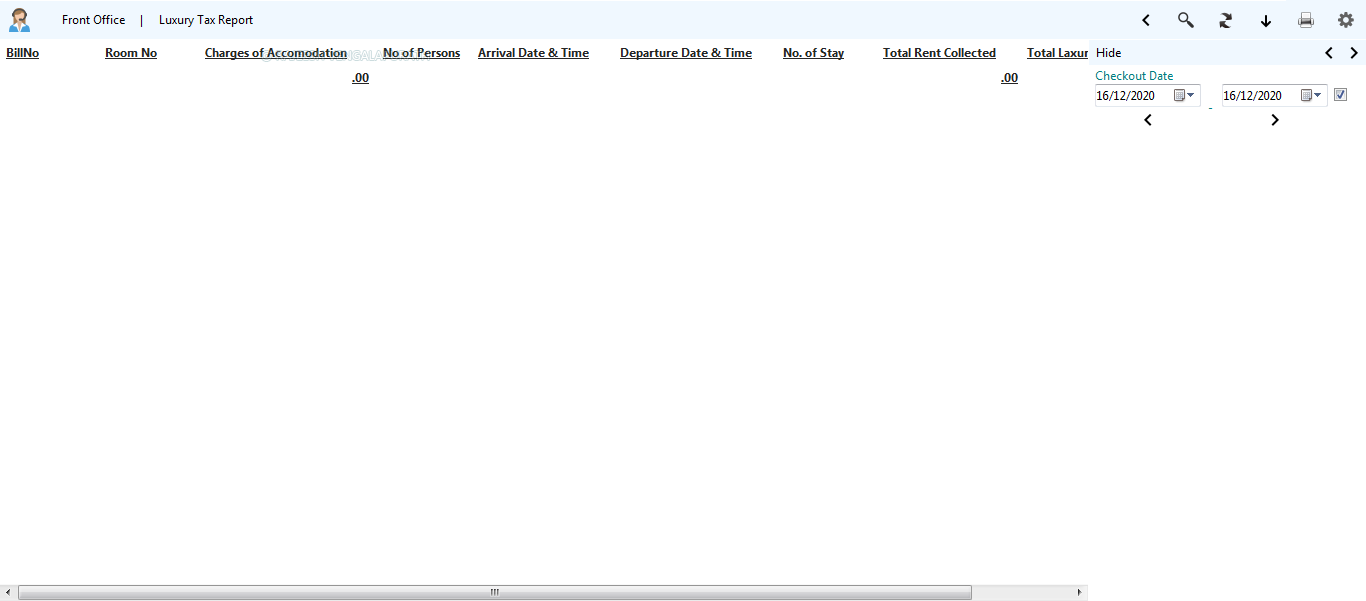 Front Office | Luxury Tax Report
BillNo Room No Charges of Accomodation No of Persons Arrival Date & Time Departure Date & Time No. of Stay Total Rent Collected Total Laxur
Hide
.00 .00
Checkout Date
16/12/2020 - 16/12/2020